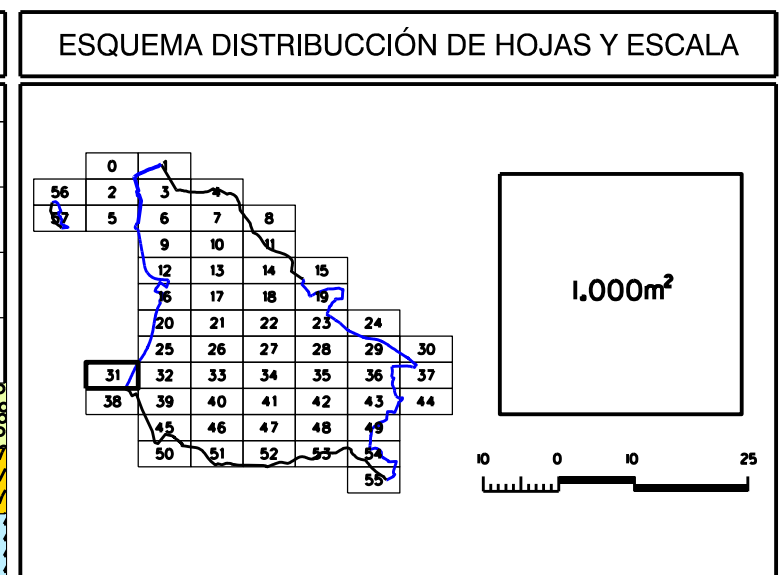 ESQUEMA DISTRIBUCCIÓN DE HOJAS Y ESCALA
0 1
56 2 3 4
57 5 6 7 8
9 10 11
12 13 14 15
16 17 18 19
20 21 22 23 24
25 26 27 28 29 30
31 32 33 34 35 36 37
38 39 40 41 42 43 44
45 46 47 48 49
50 51 52 53 54
55
1.000m²
10 0 10 25